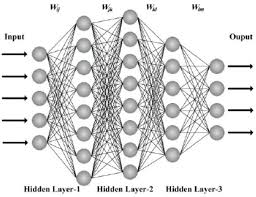 Wij Wjk Wkl Wlm
Input Ouput
Hidden Layer-1 Hidden Layer-2 Hidden Layer-3